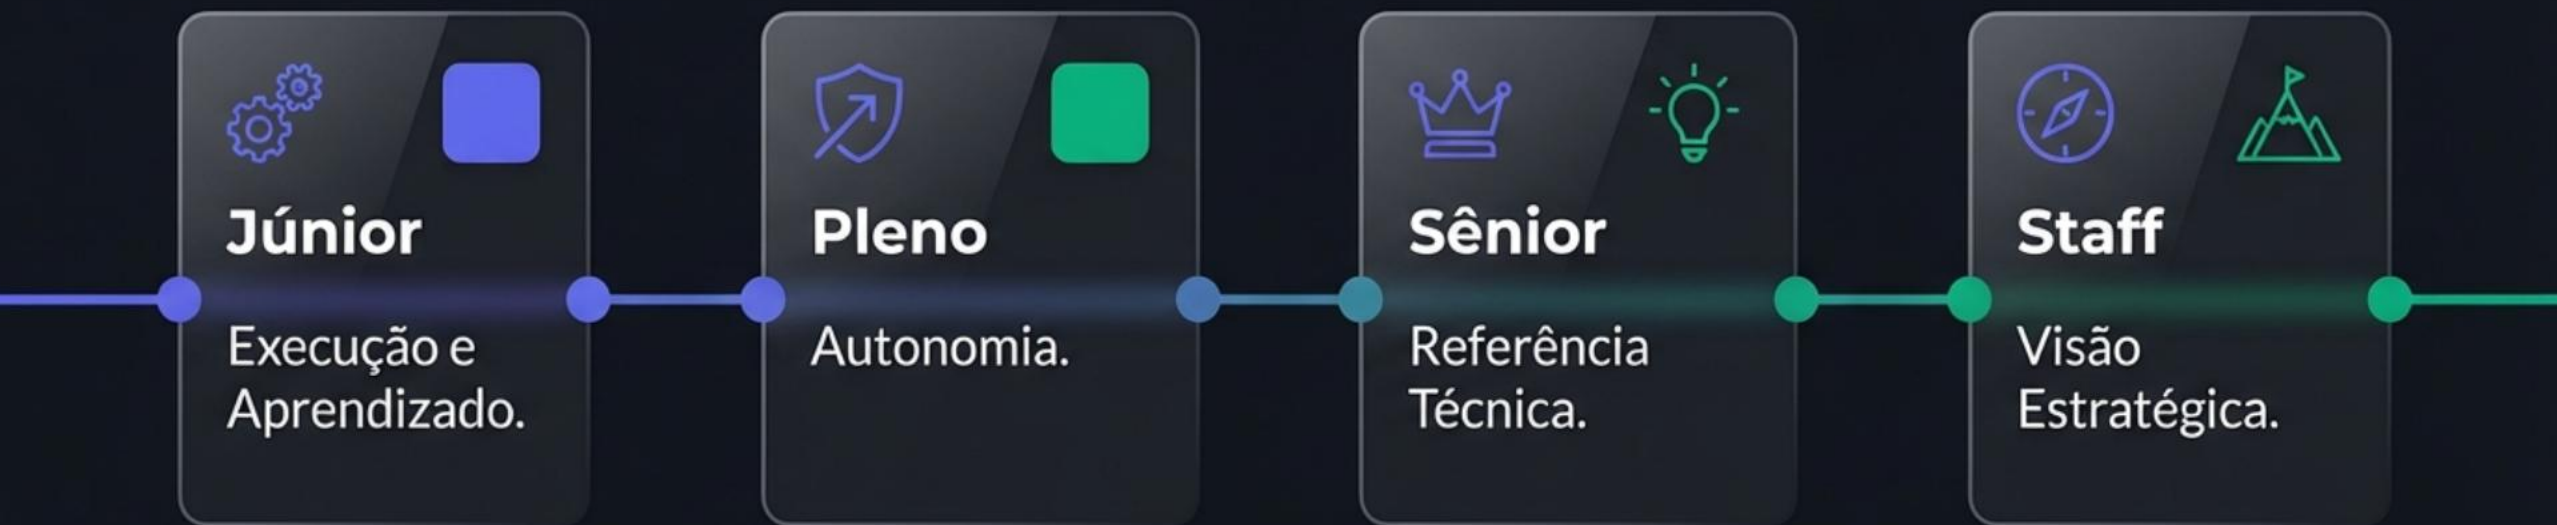 Júnior
Execução e
Aprendizado.
Pleno
Autonomia.
Sênior
Referência
Técnica.
Staff
Visão
Estratégica.